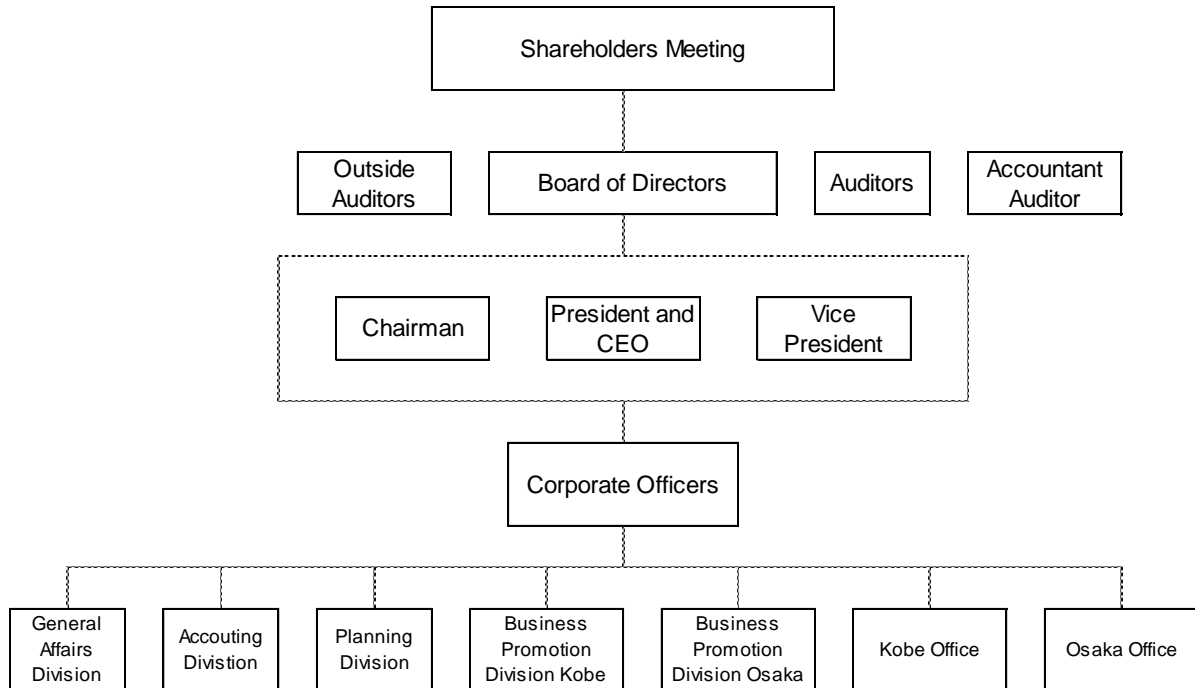 Shareholders Meeting
Outside
Auditors
Board of Directors
Auditors
Accountant
Auditor
Chairman
President and
CEO
Vice
President
Corporate Officers
General
Affairs
Division
Accouting
Divistion
Planning
Division
Business
Promotion
Division Kobe
Business
Promotion
Division Osaka
Kobe Office
Osaka Office